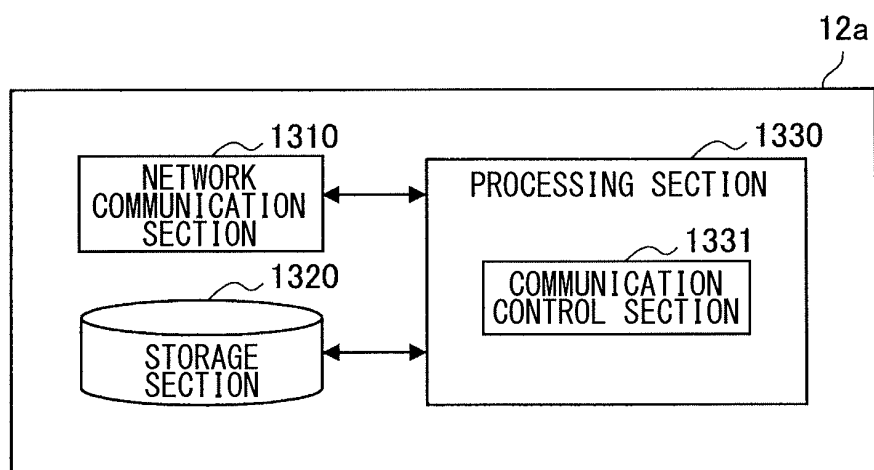 12a
1310
NETWORK
COMMUNICATION
SECTION
1330
PROCESSING SECTION
1331
COMMUNICATION
CONTROL SECTION
1320
STORAGE
SECTION